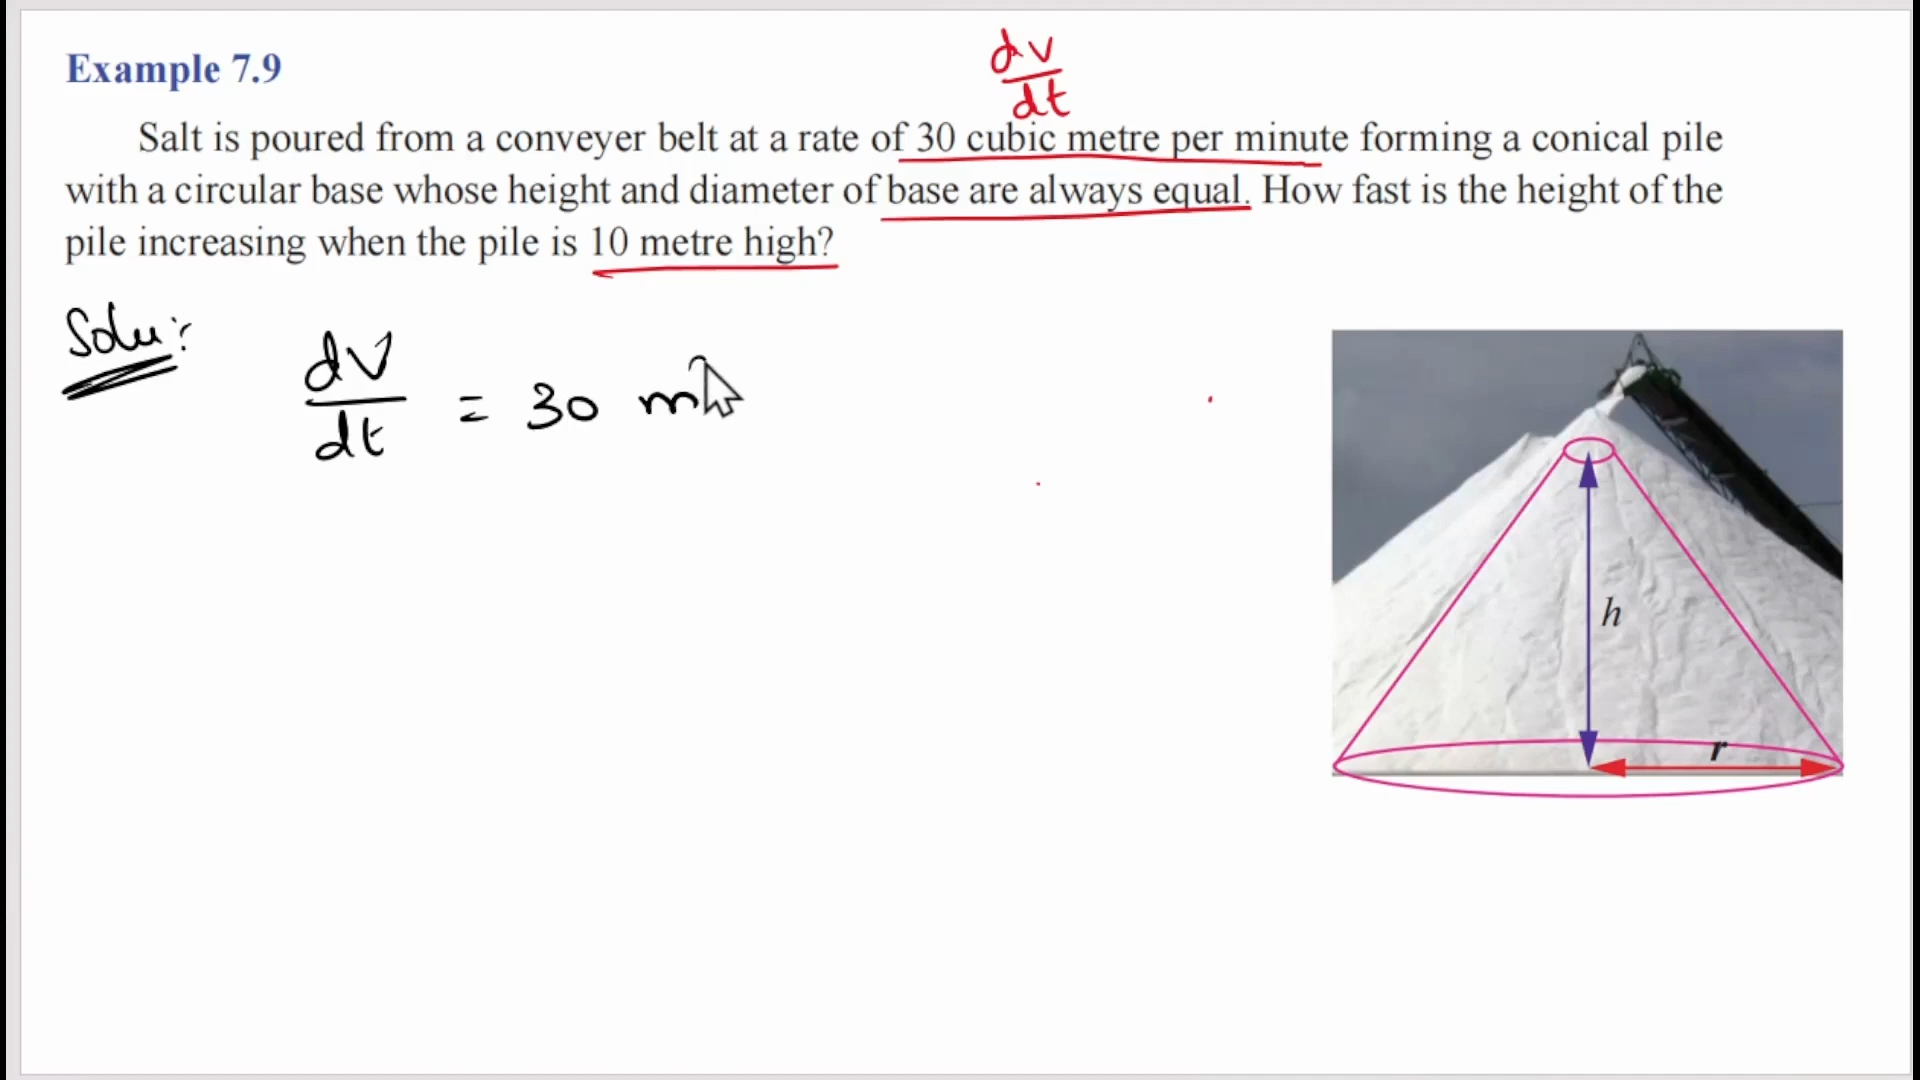 Example 7.9
dv
dt
Salt is poured from a conveyer belt at a rate of 30 cubic metre per minute forming a conical pile
with a circular base whose height and diameter of base are always equal. How fast is the height of the
pile increasing when the pile is 10 metre high?
Solu:
dV
dt
= 30 m
h
r